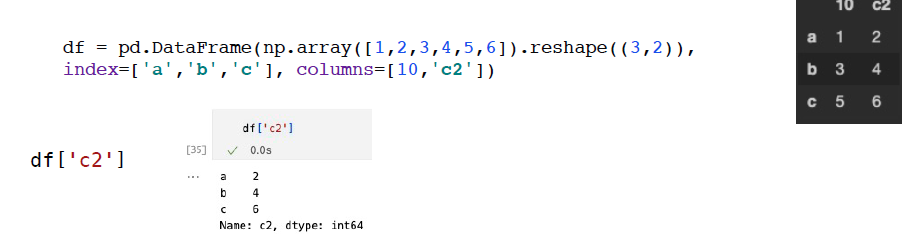 10 c2
df = pd.DataFrame(np.array([1,2,3,4,5,6]).reshape((3,2)),
a 1 2
index=['a','b','c'], columns=[10,'c2'])
b 3 4
c 5 6
df['c2']
[35] ✓ 0.0s
df['c2']
... a 2
b 4
c 6
Name: c2, dtype: int64